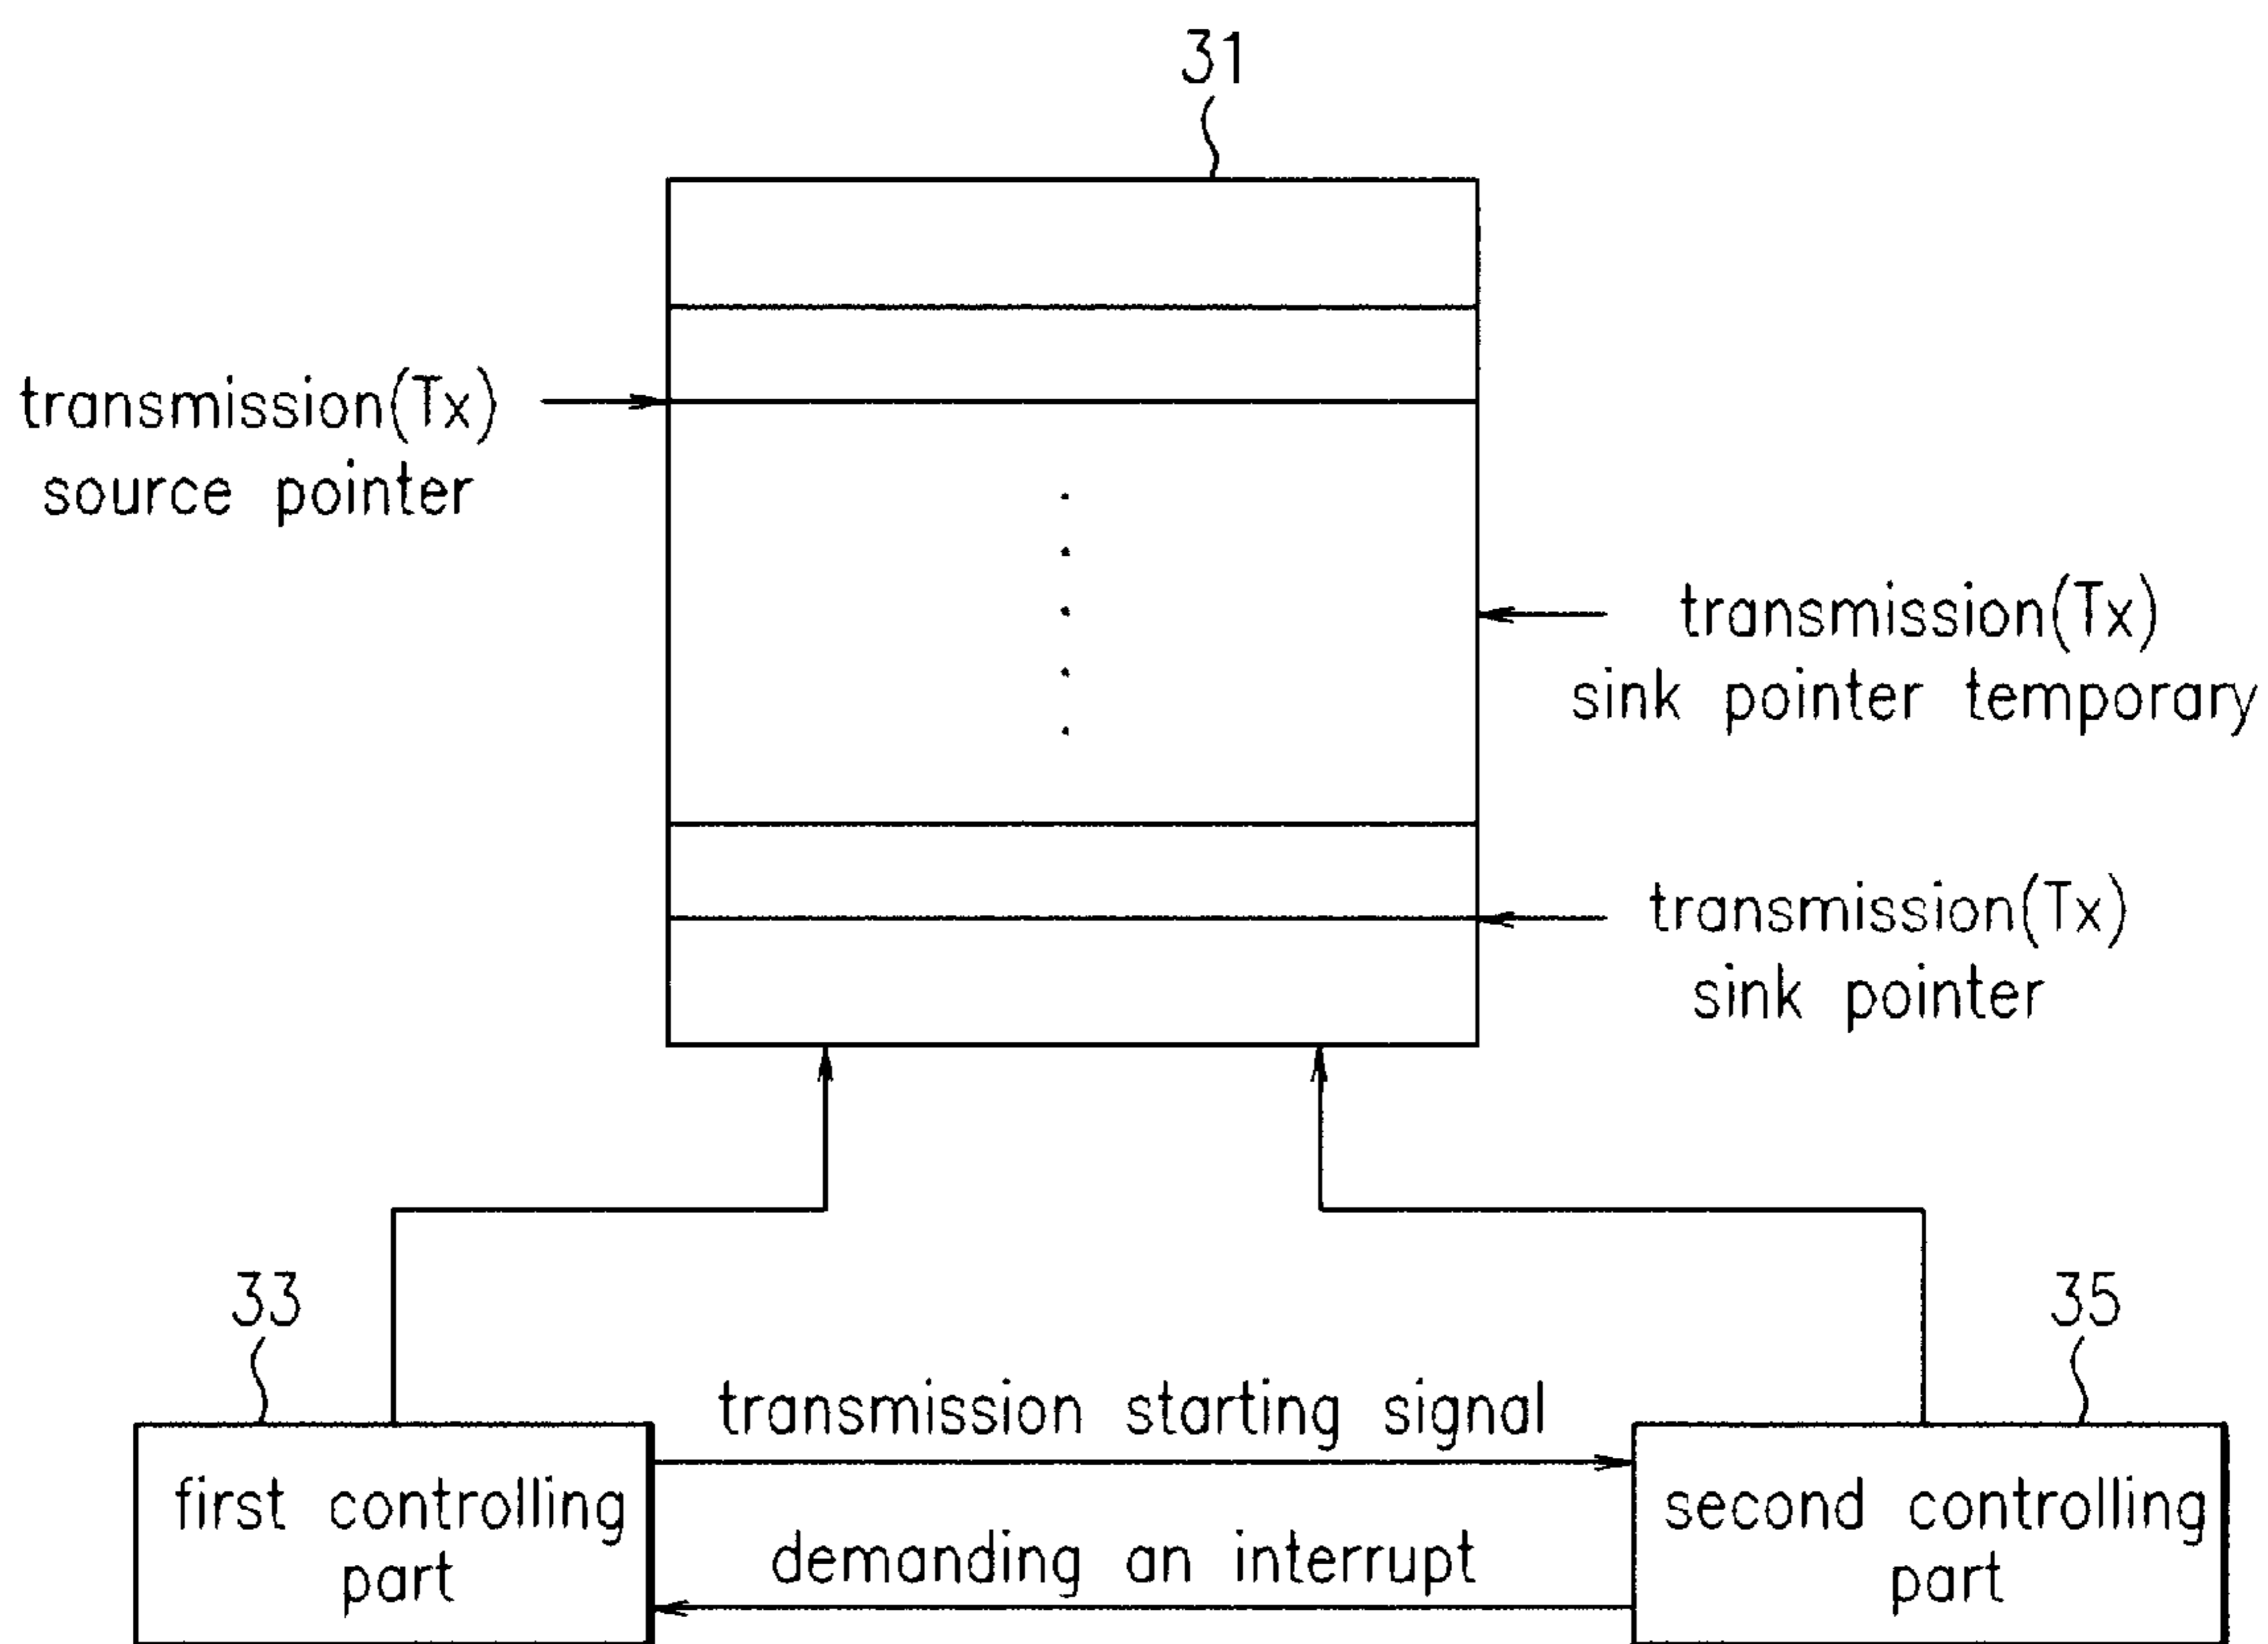 31
transmission(Tx)
source pointer
transmission(Tx)
sink pointer temporary
transmission(Tx)
sink pointer
33
35
transmission starting signal
first controlling
part
demanding an interrupt
second controlling
part